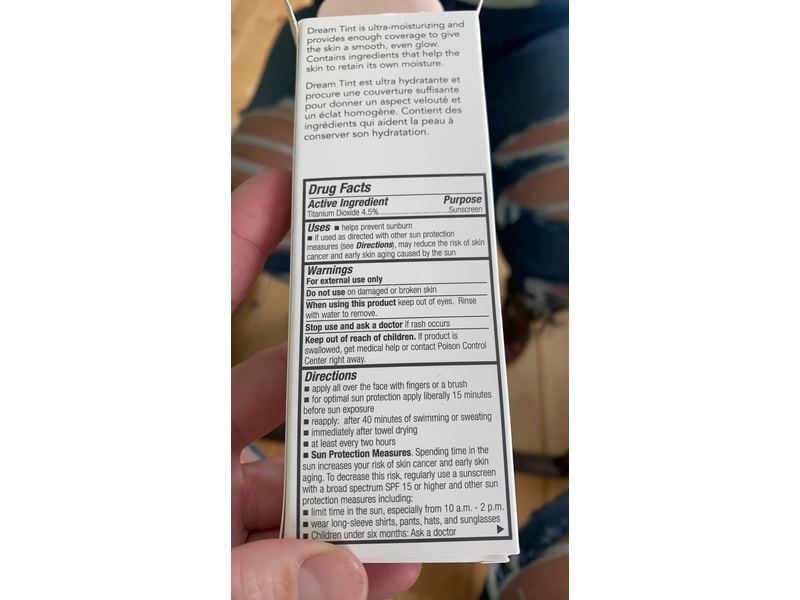 Dream Tint is ultra-moisturizing and
provides enough coverage to give
the skin a smooth, even glow.
Contains ingredients that help the
skin to retain its own moisture.
Dream Tint est ultra hydratante et
procure une couverture suffisante
pour donner un aspect velouté et
un éclat homogène. Contient des
ingrédients qui aident la peau à
conserver son hydratation.
Drug Facts
Active Ingredient Purpose
Titanium Dioxide 4.5%..............................Sunscreen
Uses ■ helps prevent sunburn
■ if used as directed with other sun protection
measures (see Directions), may reduce the risk of skin
cancer and early skin aging caused by the sun
Warnings
For external use only
Do not use on damaged or broken skin
When using this product keep out of eyes. Rinse
with water to remove.
Stop use and ask a doctor if rash occurs
Keep out of reach of children. If product is
swallowed, get medical help or contact Poison Control
Center right away.
Directions
■ apply all over the face with fingers or a brush
■ for optimal sun protection apply liberally 15 minutes
before sun exposure
■ reapply: after 40 minutes of swimming or sweating
■ immediately after towel drying
■ at least every two hours
■ Sun Protection Measures. Spending time in the
sun increases your risk of skin cancer and early skin
aging. To decrease this risk, regularly use a sunscreen
with a broad spectrum SPF 15 or higher and other sun
protection measures including:
■ limit time in the sun, especially from 10 a.m. - 2 p.m.
■ wear long-sleeve shirts, pants, hats, and sunglasses
■ Children under six months: Ask a doctor